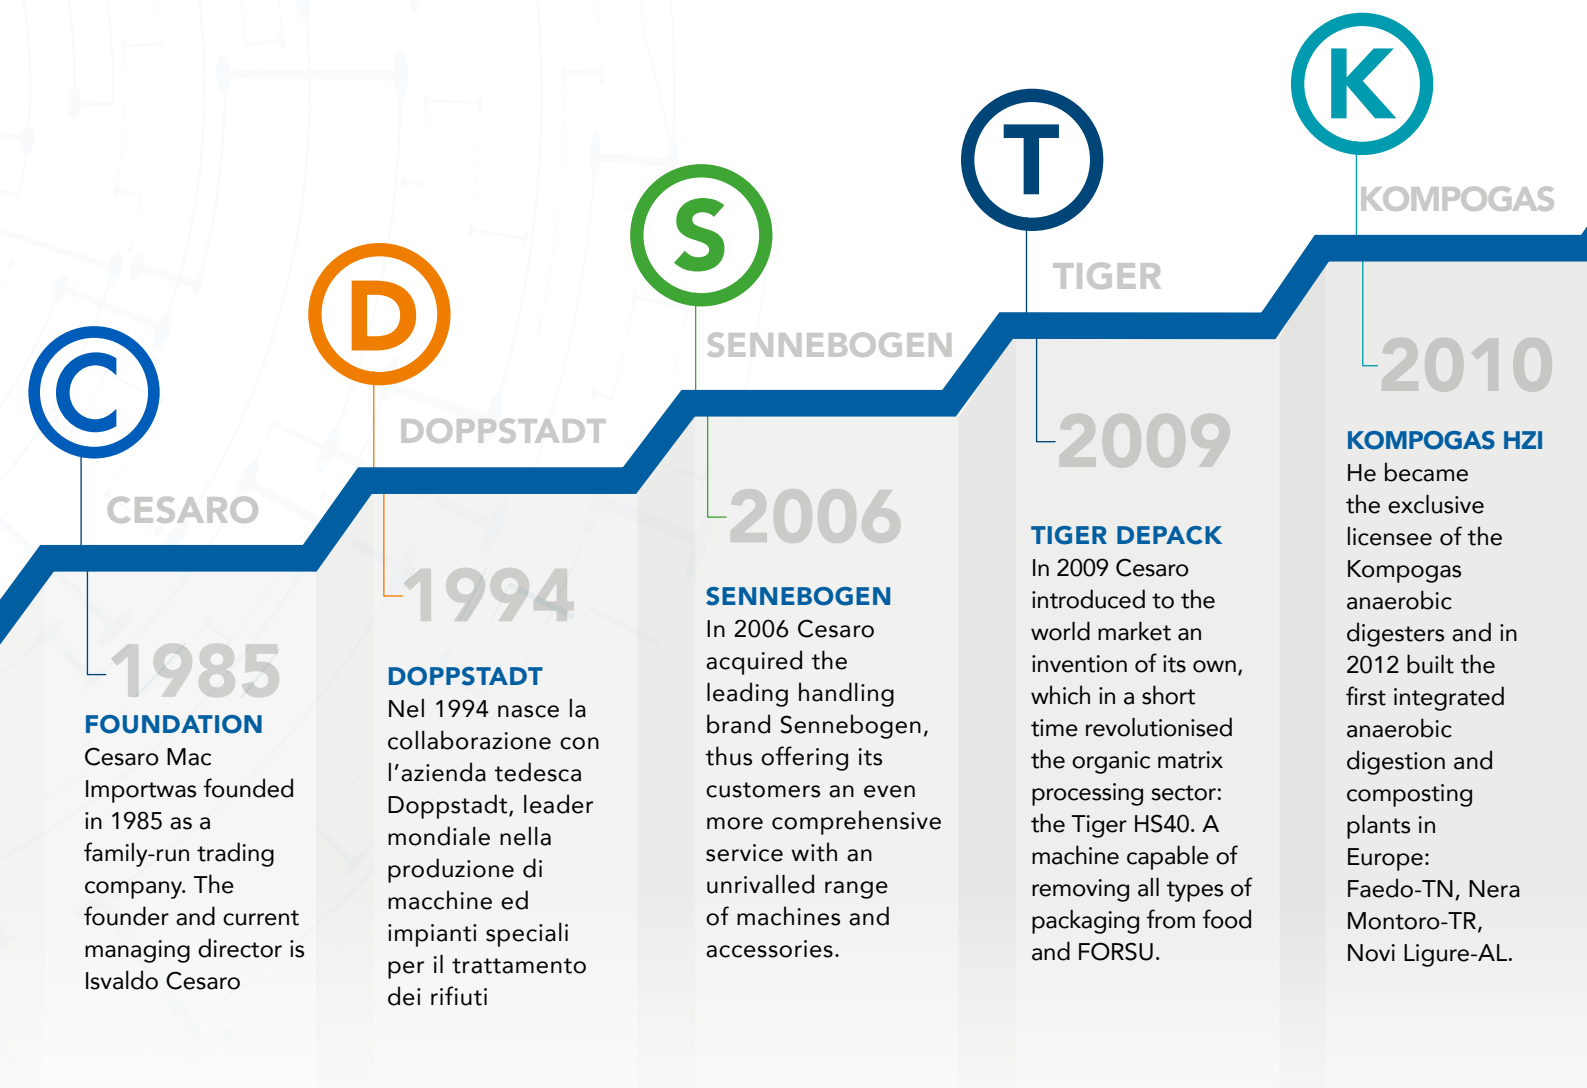 C
CESARO
1985
FOUNDATION
Cesaro Mac
Importwas founded
in 1985 as a
family-run trading
company. The
founder and current
managing director is
Isvaldo Cesaro
D
DOPPSTADT
1994
DOPPSTADT
Nel 1994 nasce la
collaborazione con
l'azienda tedesca
Doppstadt, leader
mondiale nella
produzione di
macchine ed
impianti speciali
per il trattamento
dei rifiuti
S
SENNEBOGEN
2006
SENNEBOGEN
In 2006 Cesaro
acquired the
leading handling
brand Sennebogen,
thus offering its
customers an even
more comprehensive
service with an
unrivalled range
of machines and
accessories.
T
TIGER
2009
TIGER DEPACK
In 2009 Cesaro
introduced to the
world market an
invention of its own,
which in a short
time revolutionised
the organic matrix
processing sector:
the Tiger HS40. A
machine capable of
removing all types of
packaging from food
and FORSU.
K
KOMPOGAS
2010
KOMPOGAS HZI
He became
the exclusive
licensee of the
Kompogas
anaerobic
digesters and in
2012 built the
first integrated
anaerobic
digestion and
composting
plants in
Europe:
Faedo-TN, Nera
Montoro-TR,
Novi Ligure-AL.